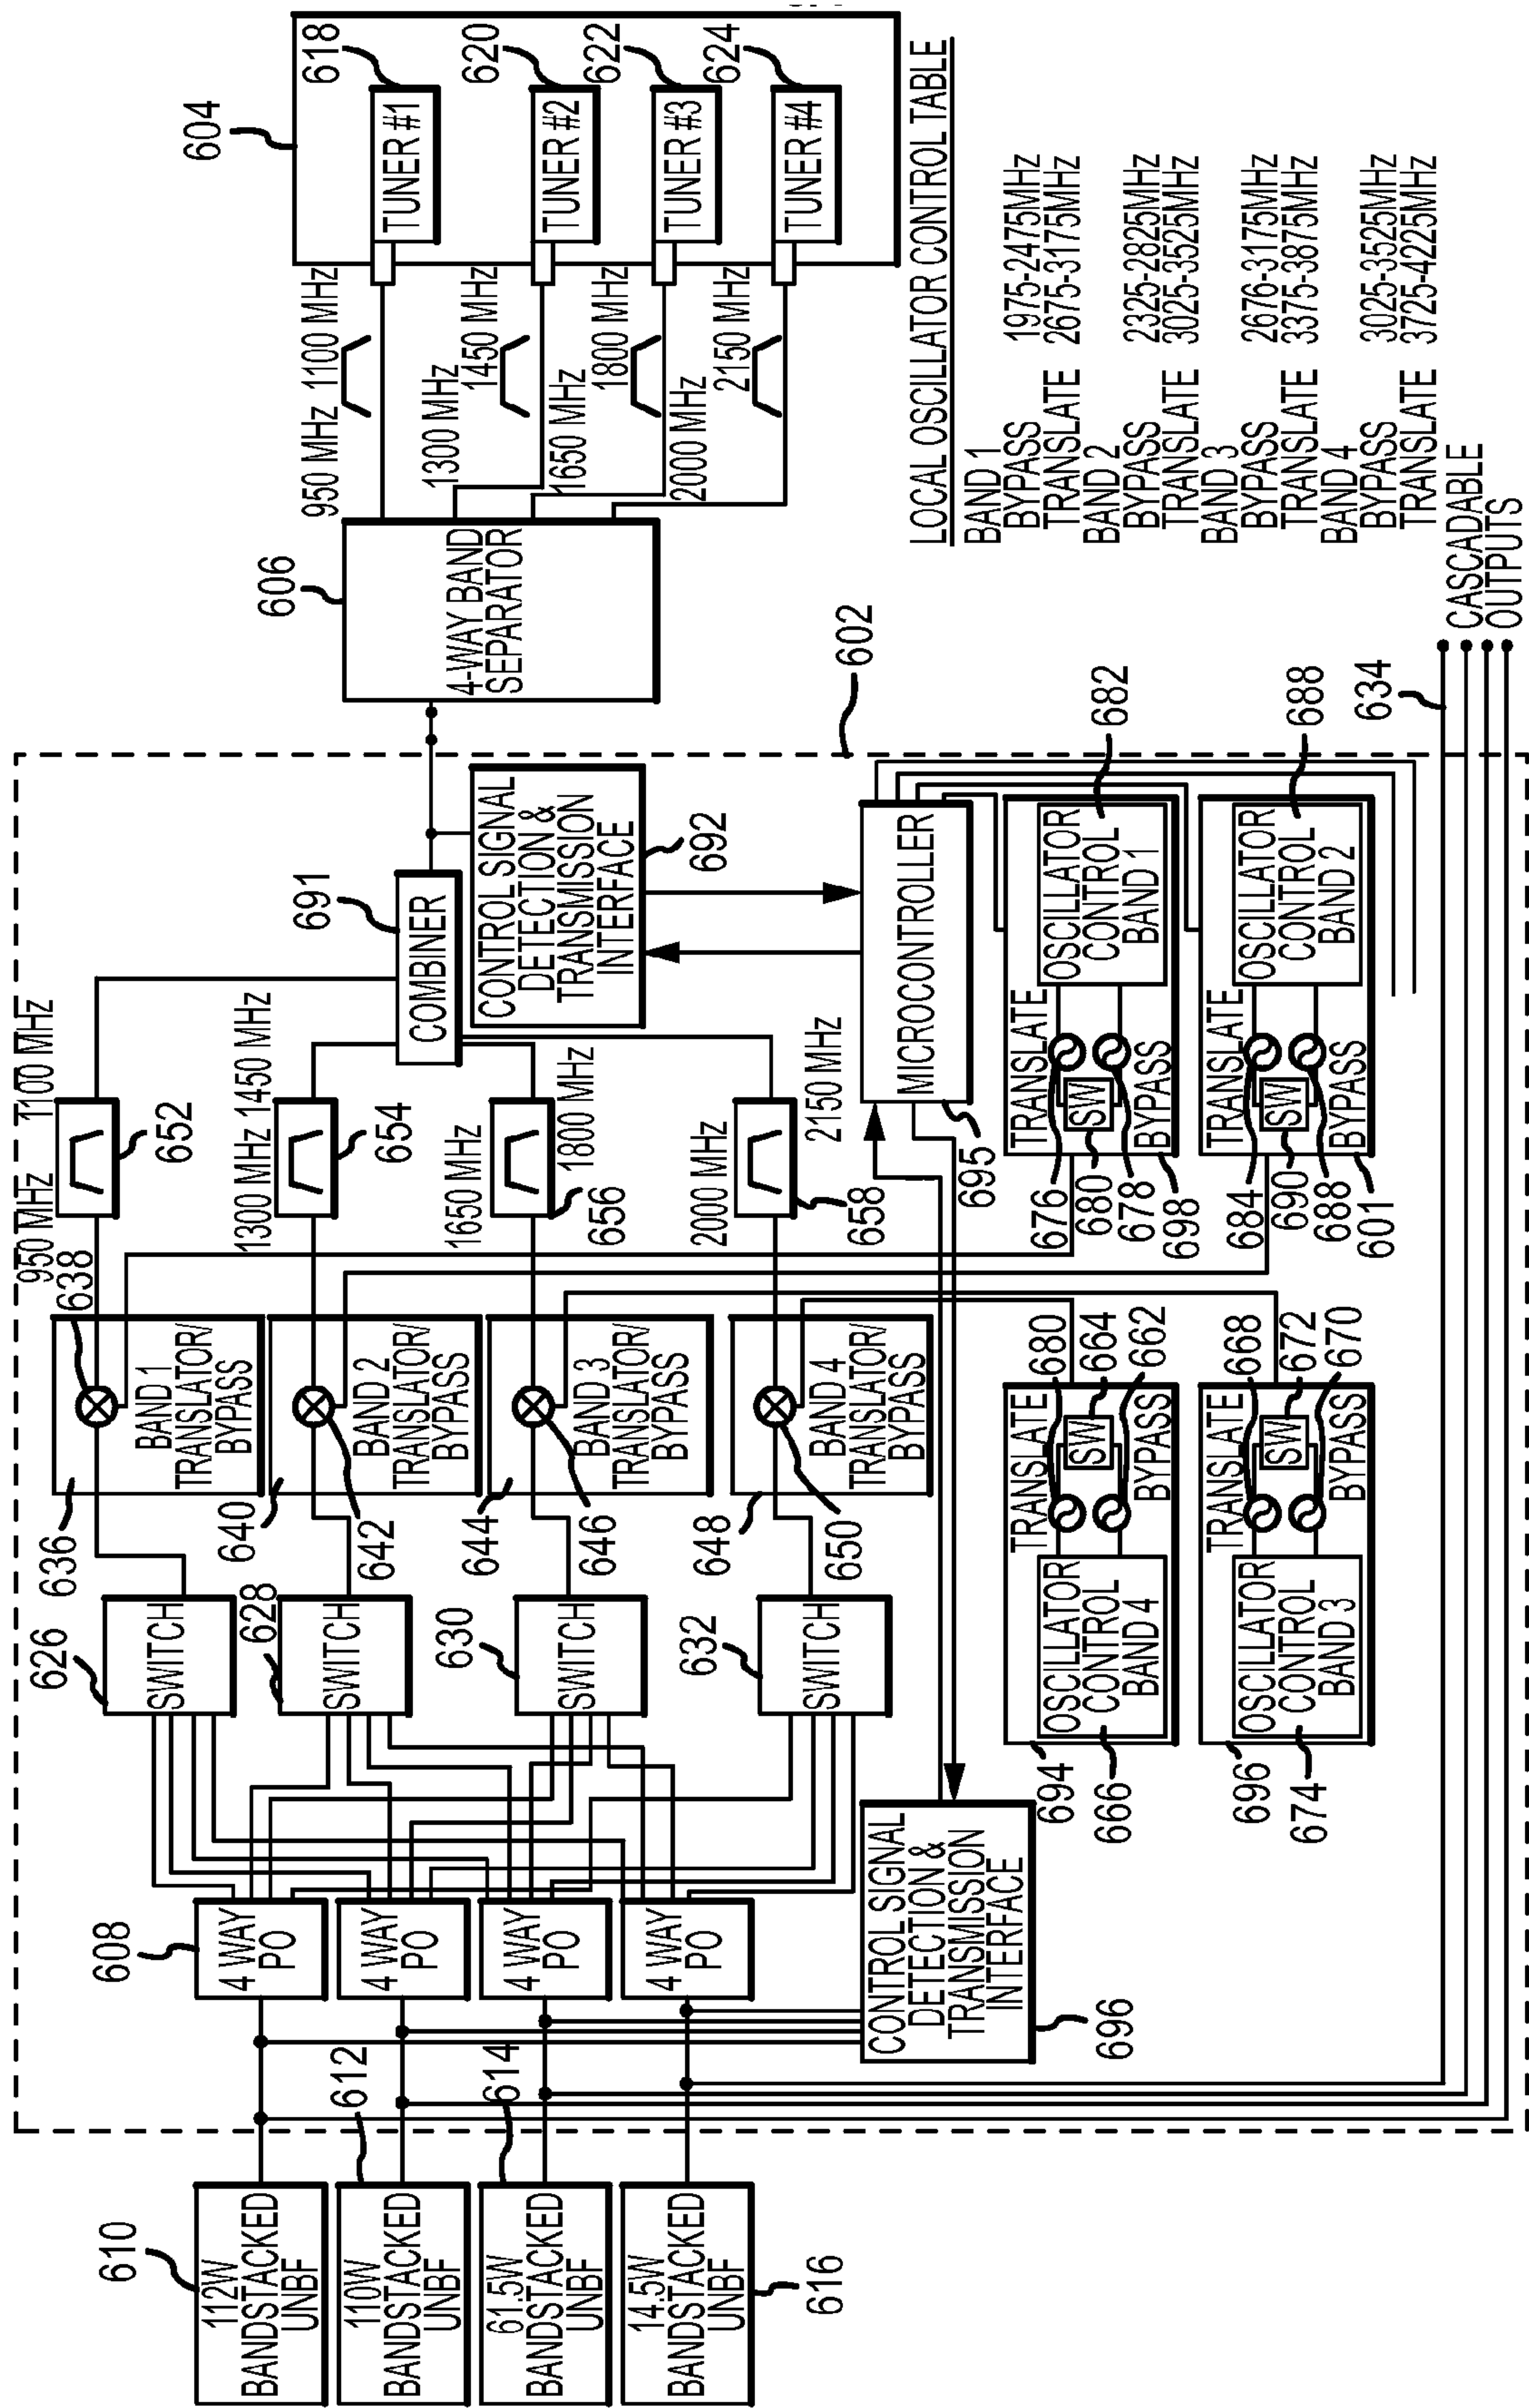 610
112W
BANDSTACKED
UNBF
612
110W
BANDSTACKED
UNBF
614
61.5W
BANDSTACKED
UNBF
14.5W
BANDSTACKED
UNBF
616
608
4 WAY
PO
4 WAY
PO
4 WAY
PO
4 WAY
PO
626
SWITCH
628
SWITCH
630
SWITCH
632
SWITCH
636
638
BAND 1
TRANSLATOR/
BYPASS
640
642
BAND 2
TRANSLATOR/
BYPASS
644
646
BAND 3
TRANSLATOR/
BYPASS
648
650
BAND 4
TRANSLATOR/
BYPASS
950 MHz 1100 MHz
652
1300 MHz 1450 MHz
654
1650 MHz
1800 MHz
656
2000 MHz
2150 MHz
658
691
COMBINER
CONTROL SIGNAL
DETECTION &
TRANSMISSION
INTERFACE
692
MICROCONTROLLER
695
CONTROL SIGNAL
DETECTION &
TRANSMISSION
INTERFACE
696
694
OSCILLATOR
CONTROL
BAND 4
666
TRANSLATE
SW
BYPASS
680
664
662
696
OSCILLATOR
CONTROL
BAND 3
674
TRANSLATE
SW
BYPASS
668
672
670
676
680
678
698
TRANSLATE
SW
BYPASS
OSCILLATOR
CONTROL
BAND 1
682
684
690
688
601
TRANSLATE
SW
BYPASS
OSCILLATOR
CONTROL
BAND 2
688
602
634
CASCADABLE
OUTPUTS
606
4-WAY BAND
SEPARATOR
950 MHz 1100 MHz
1300 MHz
1450 MHz
1650 MHz
1800 MHz
2000 MHz
2150 MHz
604
TUNER #1
618
TUNER #2
620
TUNER #3
622
TUNER #4
624
LOCAL OSCILLATOR CONTROL TABLE
BAND 1
BYPASS 1975-2475MHz
TRANSLATE 2675-3175MHz
BAND 2
BYPASS 2325-2825MHz
TRANSLATE 3025-3525MHz
BAND 3
BYPASS 2676-3175MHz
TRANSLATE 3375-3875MHz
BAND 4
BYPASS 3025-3525MHz
TRANSLATE 3725-4225MHz